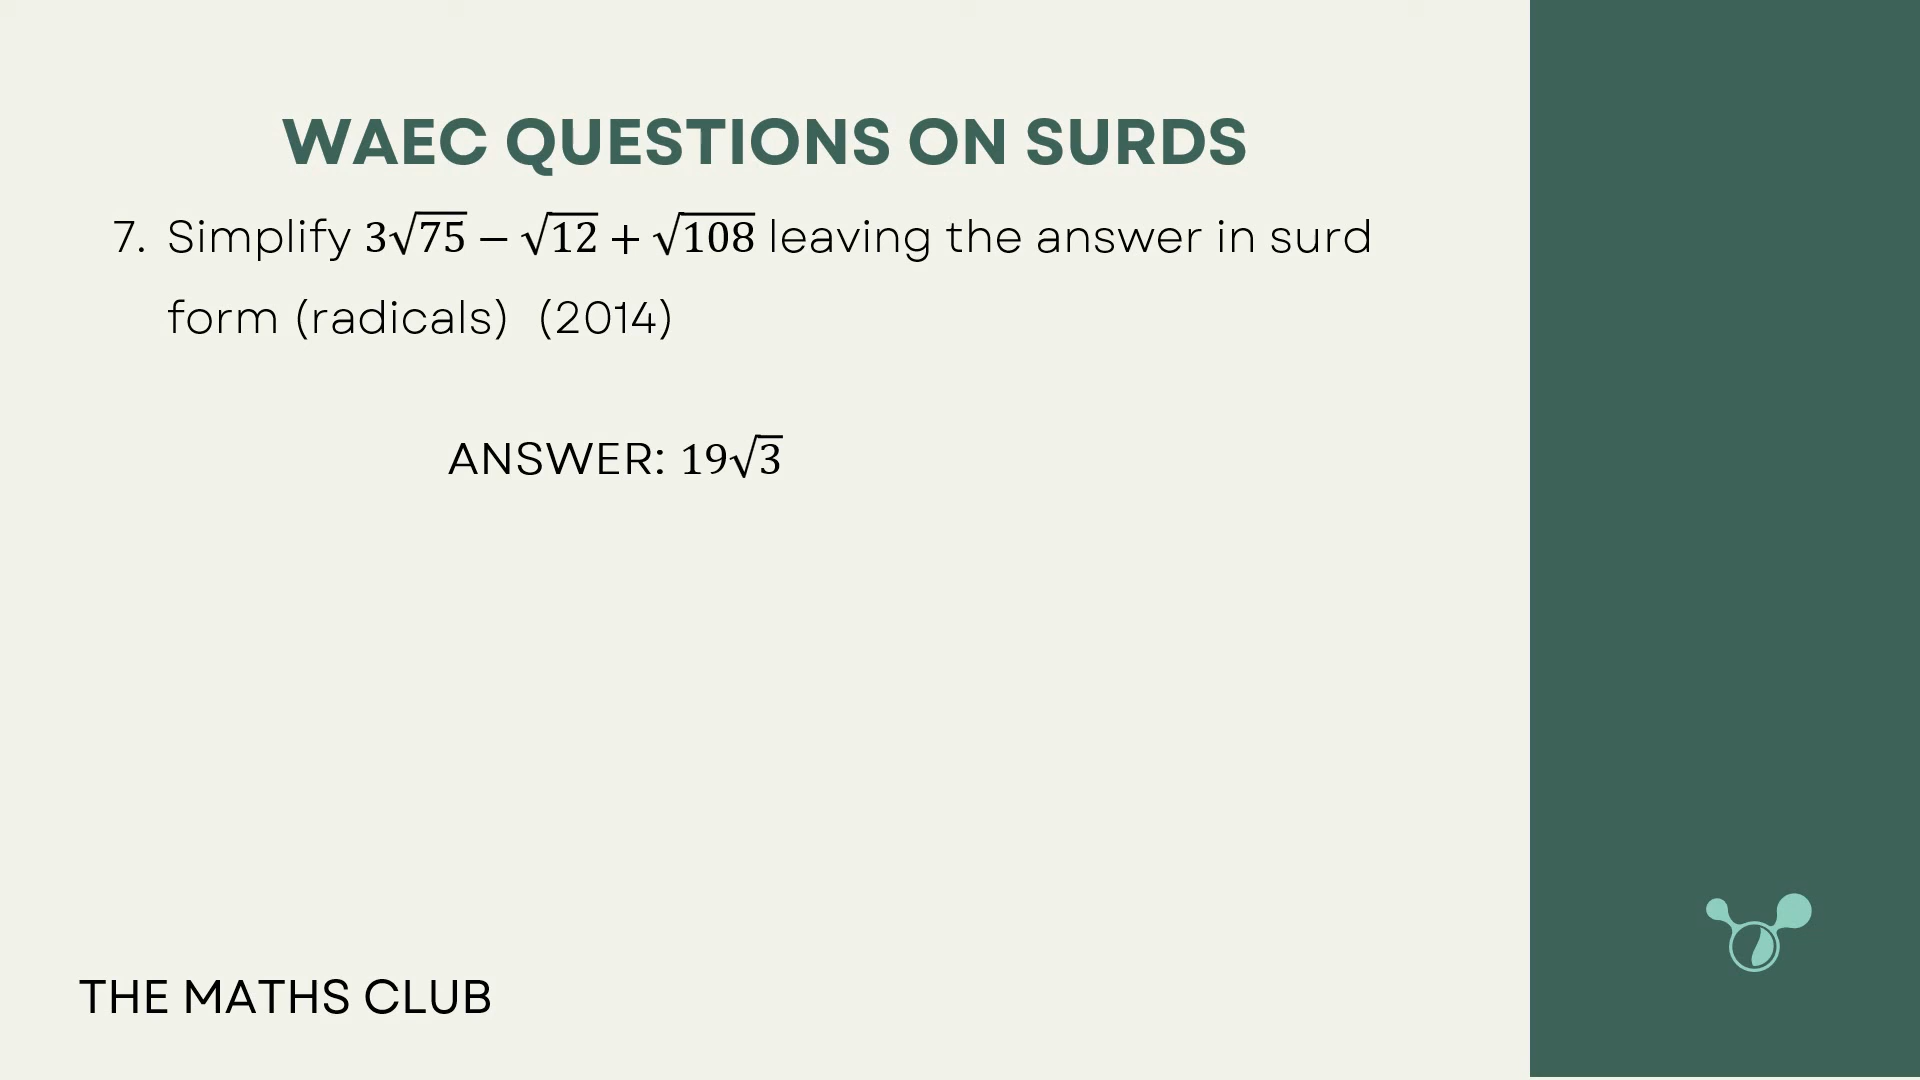 WAEC QUESTIONS ON SURDS
7. Simplify 3√75 − √12 + √108 leaving the answer in surd
form (radicals) (2014)
ANSWER: 19√3
THE MATHS CLUB